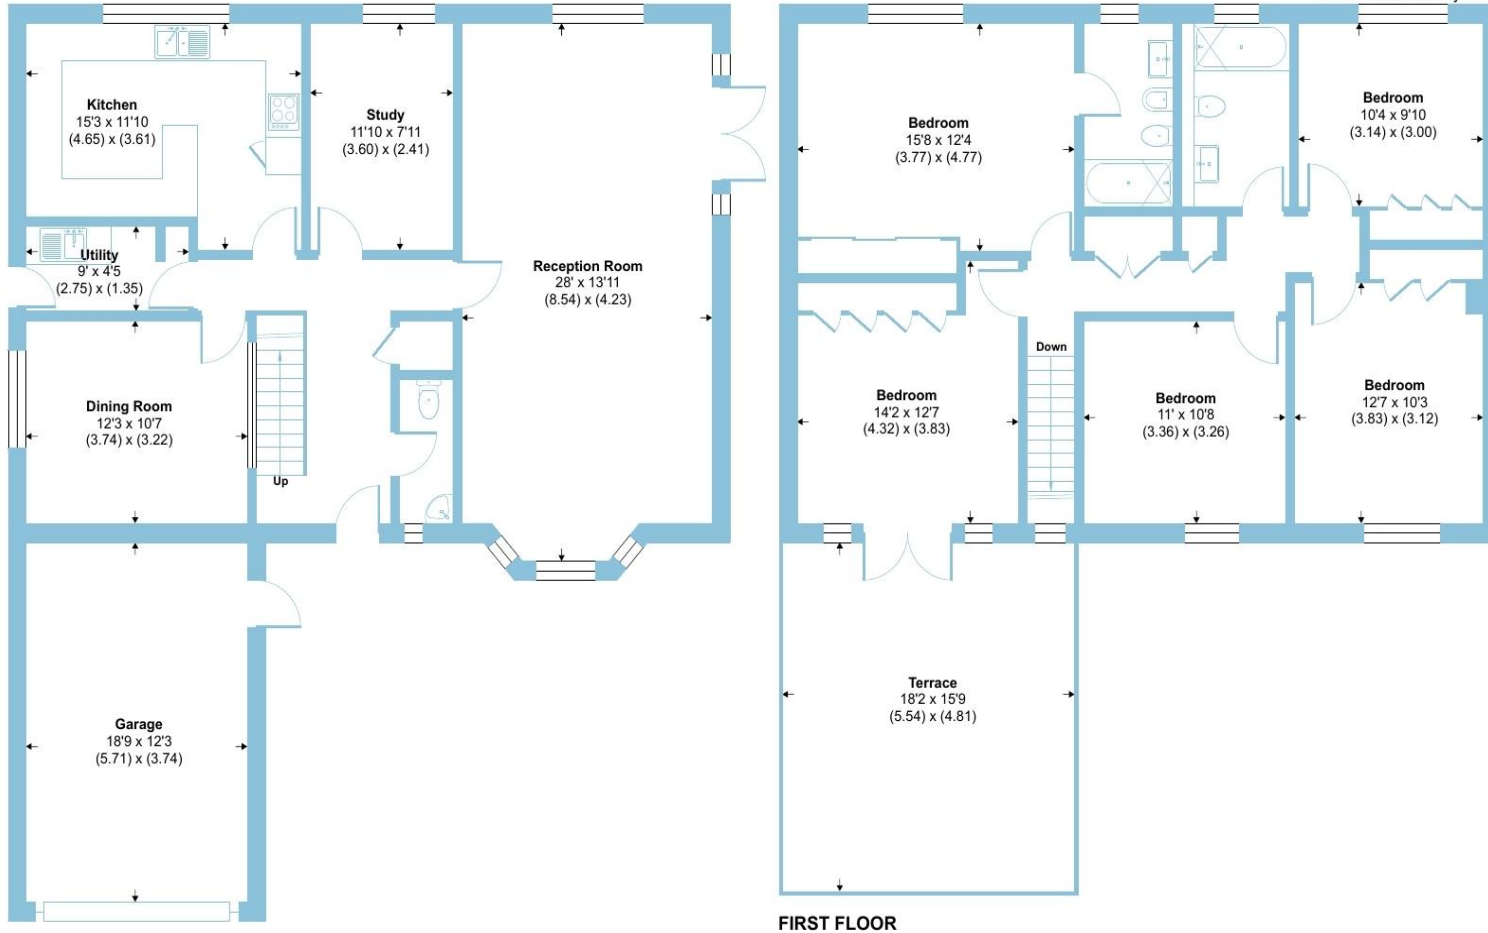 Kitchen
15'3 x 11'10
(4.65) x (3.61)
Study
11'10 x 7'11
(3.60) x (2.41)
Utility
9' x 4'5
(2.75) x (1.35)
Reception Room
28' x 13'11
(8.54) x (4.23)
Dining Room
12'3 x 10'7
(3.74) x (3.22)
Up
Garage
18'9 x 12'3
(5.71) x (3.74)
Bedroom
15'8 x 12'4
(3.77) x (4.77)
Bedroom
10'4 x 9'10
(3.14) x (3.00)
Down
Bedroom
14'2 x 12'7
(4.32) x (3.83)
Bedroom
11' x 10'8
(3.36) x (3.26)
Bedroom
12'7 x 10'3
(3.83) x (3.12)
Terrace
18'2 x 15'9
(5.54) x (4.81)
FIRST FLOOR